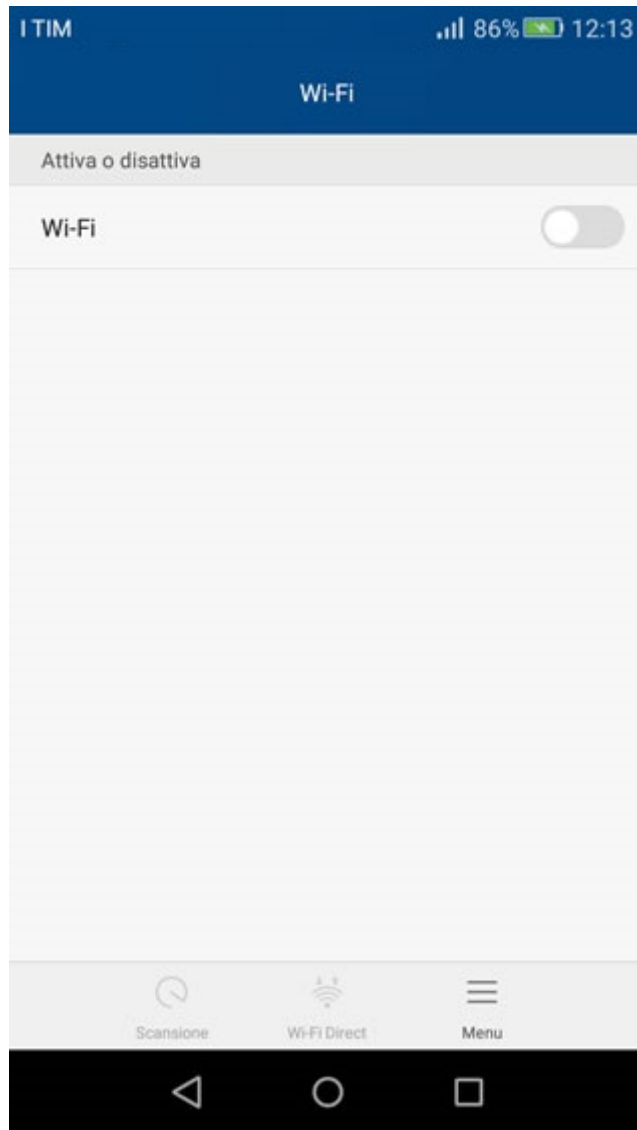 I TIM 86% 12:13
Wi-Fi
Attiva o disattiva
Wi-Fi
Scansione Wi-Fi Direct Menu